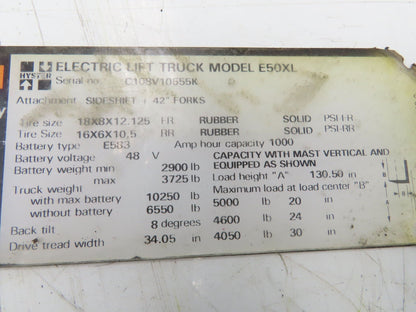 HYSTER ELECTRIC LIFT TRUCK MODEL E50XL
Serial no. C108V10555K
Attachment SIDESHIFT 42" FORKS
Tire size 18X8X12.125 FR RUBBER SOLID PSI-FR
Tire Size 16X6X10.5 RR RUBBER SOLID PSI-RR
Battery type E583 Amp hour capacity 1000
Battery voltage 48 V CAPACITY WITH MAST VERTICAL AND
Battery weight min 2900 lb EQUIPPED AS SHOWN
max 3725 lb Load height "A" 130.50 in
Truck weight Maximum load at load center "B"
with max battery 10250 lb 5000 lb 20 in
without battery 6550 lb 4600 lb 24 in
Back tilt 8 degrees
Drive tread width 34.05 in 4050 lb 30 in